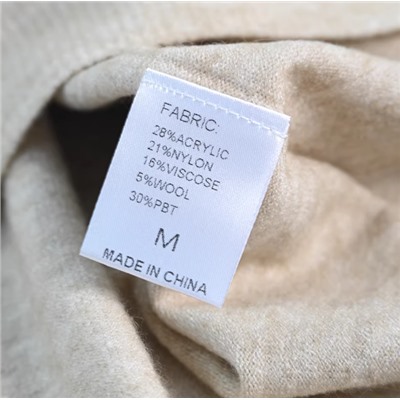 FABRIC:
28%ACRYLIC
21%NYLON
16%VISCOSE
5%WOOL
30%PBT
M
MADE IN CHINA